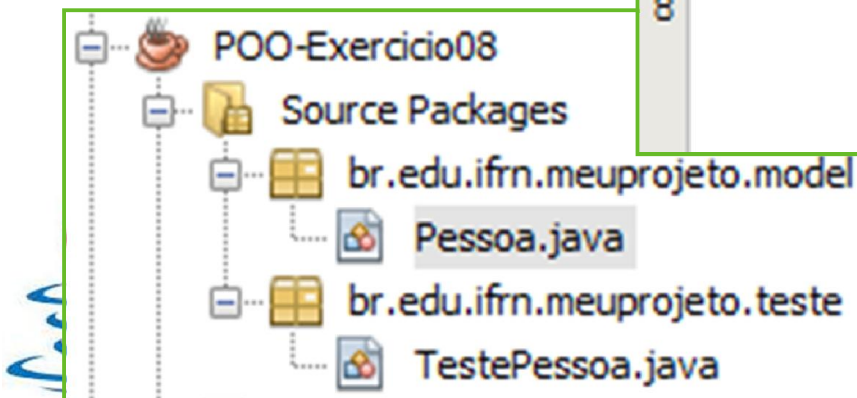 8
POO-Exercicio08
Source Packages
br.edu.ifrn.meuprojeto.model
Pessoa.java
br.edu.ifrn.meuprojeto.teste
TestePessoa.java